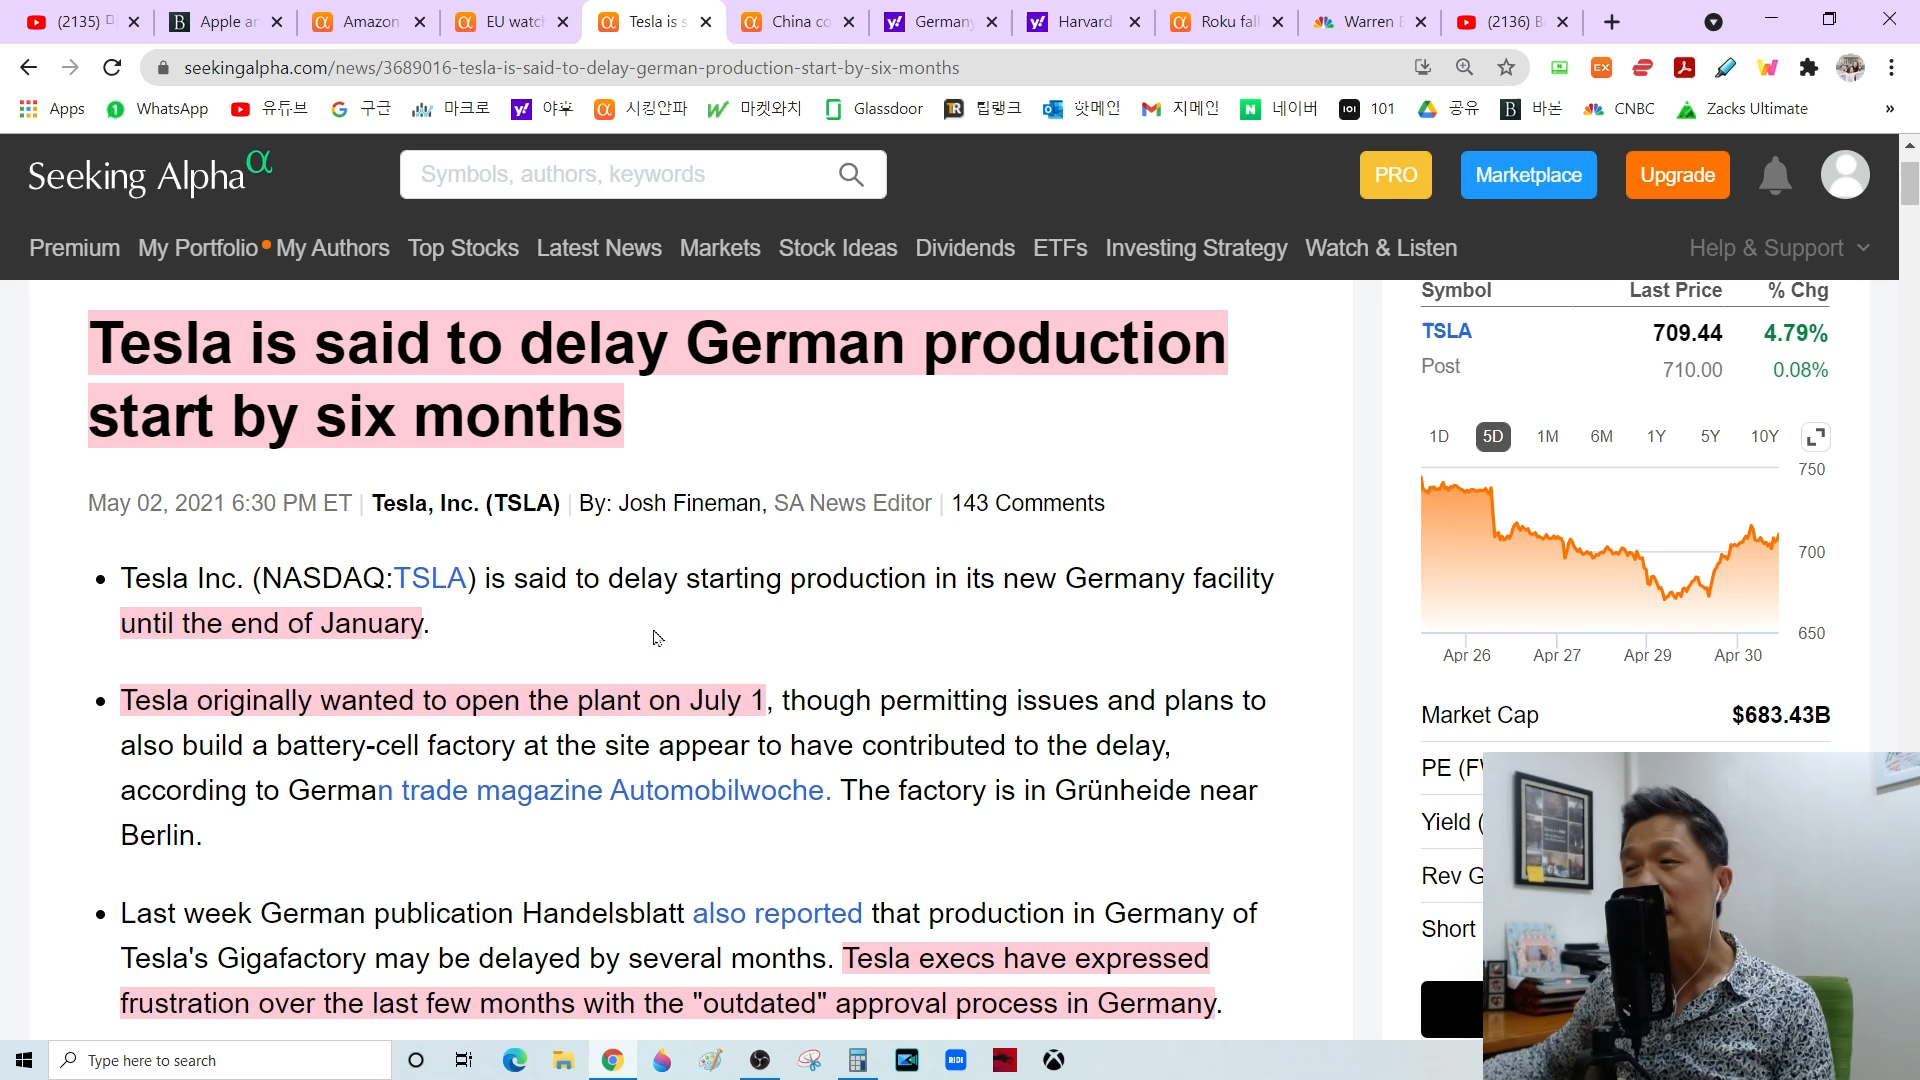 (2135)
Apple an
Amazon
EU watc
Tesla is s
China co
Germany
Harvard
Roku fall
Warren E
(2136) B
seekingalpha.com/news/3689016-tesla-is-said-to-delay-german-production-start-by-six-months
Apps
WhatsApp
유튜브
구글
마크로
야후
시킹알파
마켓와치
Glassdoor
팁랭크
핫메일
지메일
네이버
101
공유
바론
CNBC
Zacks Ultimate
»
Seeking Alpha α
Symbols, authors, keywords
PRO
Marketplace
Upgrade
Premium My Portfolio My Authors Top Stocks Latest News Markets Stock Ideas Dividends ETFs Investing Strategy Watch & Listen Help & Support
Tesla is said to delay German production
start by six months
May 02, 2021 6:30 PM ET | Tesla, Inc. (TSLA) | By: Josh Fineman, SA News Editor | 143 Comments
• Tesla Inc. (NASDAQ:TSLA) is said to delay starting production in its new Germany facility
until the end of January.
• Tesla originally wanted to open the plant on July 1, though permitting issues and plans to
also build a battery-cell factory at the site appear to have contributed to the delay,
according to German trade magazine Automobilwoche. The factory is in Grünheide near
Berlin.
• Last week German publication Handelsblatt also reported that production in Germany of
Tesla's Gigafactory may be delayed by several months. Tesla execs have expressed
frustration over the last few months with the "outdated" approval process in Germany.
Symbol Last Price % Chg
TSLA 709.44 4.79%
Post 710.00 0.08%
1D 5D 1M 6M 1Y 5Y 10Y
750
700
650
Apr 26 Apr 27 Apr 29 Apr 30
Market Cap $683.43B
PE (F
Yield (
Rev G
Short
Type here to search
RIDI